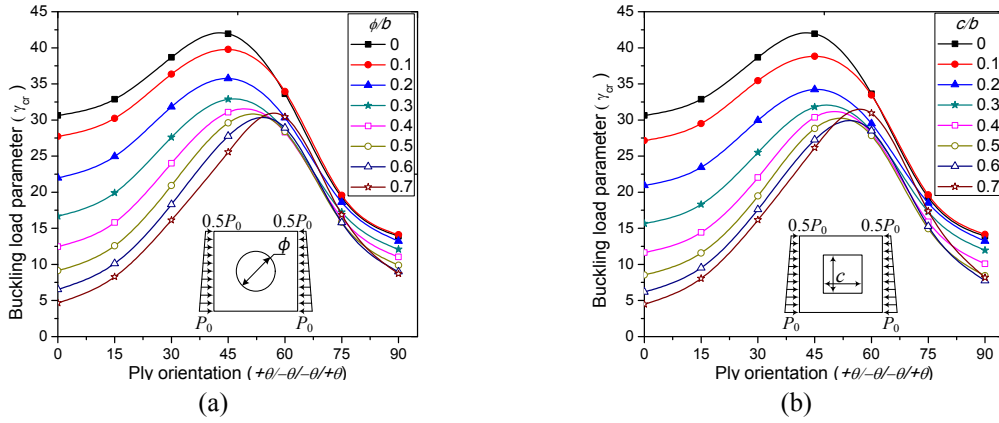 45
40
35
30
25
20
15
10
5
0
Buckling load parameter (γcr)
ϕ/b
0
0.1
0.2
0.3
0.4
0.5
0.6
0.7
0.5P0 0.5P0
ϕ
P0 P0
0 15 30 45 60 75 90
Ply orientation (+θ/−θ/−θ/+θ)
(a)
45
40
35
30
25
20
15
10
5
0
Buckling load parameter (γcr)
c/b
0
0.1
0.2
0.3
0.4
0.5
0.6
0.7
0.5P0 0.5P0
c
P0 P0
0 15 30 45 60 75 90
Ply orientation (+θ/−θ/−θ/+θ)
(b)